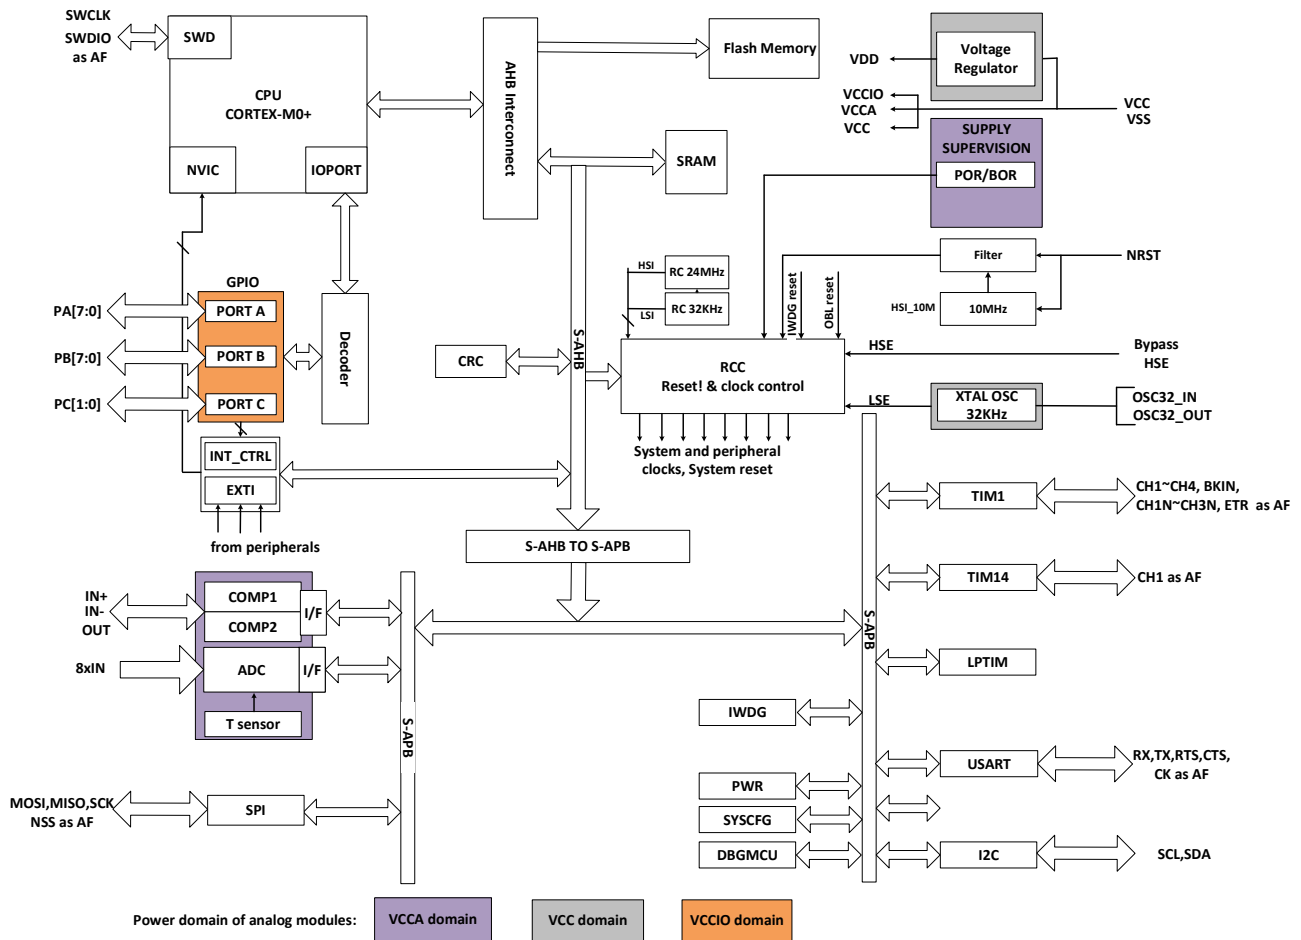 SWCLK
SWDIO
as AF
SWD
CPU
CORTEX-M0+
NVIC
IOPORT
AHB Interconnect
Flash Memory
SRAM
Voltage
Regulator
VDD
VCCIO
VCCA
VCC
VCC
VSS
SUPPLY
SUPERVISION
POR/BOR
Filter
NRST
HSI_10M
10MHz
HSI
RC 24MHz
LSI
RC 32KHz
IWDG reset
OBL reset
GPIO
PA[7:0]
PORT A
PB[7:0]
PORT B
PC[1:0]
PORT C
Decoder
CRC
S-AHB
RCC
Reset! & clock control
HSE
Bypass
HSE
LSE
XTAL OSC
32KHz
OSC32_IN
OSC32_OUT
System and peripheral
clocks, System reset
INT_CTRL
EXTI
from peripherals
S-AHB TO S-APB
TIM1
CH1~CH4, BKIN,
CH1N~CH3N, ETR as AF
TIM14
CH1 as AF
S-APB
LPTIM
IN+
IN-
OUT
COMP1
COMP2
I/F
8xIN
ADC
I/F
T sensor
S-APB
IWDG
USART
RX,TX,RTS,CTS,
CK as AF
PWR
SYSCFG
DBGMCU
I2C
SCL,SDA
MOSI,MISO,SCK
NSS as AF
SPI
Power domain of analog modules:
VCCA domain
VCC domain
VCCIO domain